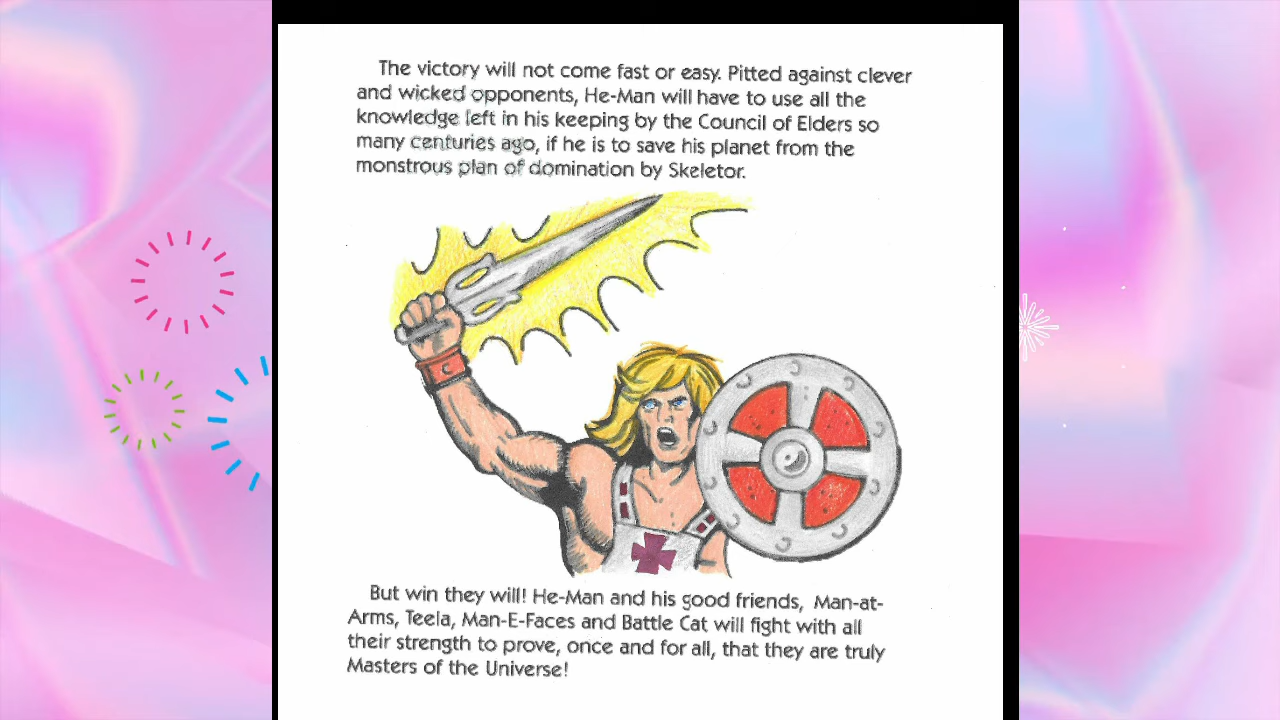 The victory will not come fast or easy. Pitted against clever
and wicked opponents, He-Man will have to use all the
knowledge left in his keeping by the Council of Elders so
many centuries ago, if he is to save his planet from the
monstrous plan of domination by Skeletor.
But win they will! He-Man and his good friends, Man-at-
Arms, Teela, Man-E-Faces and Battle Cat will fight with all
their strength to prove, once and for all, that they are truly
Masters of the Universe!